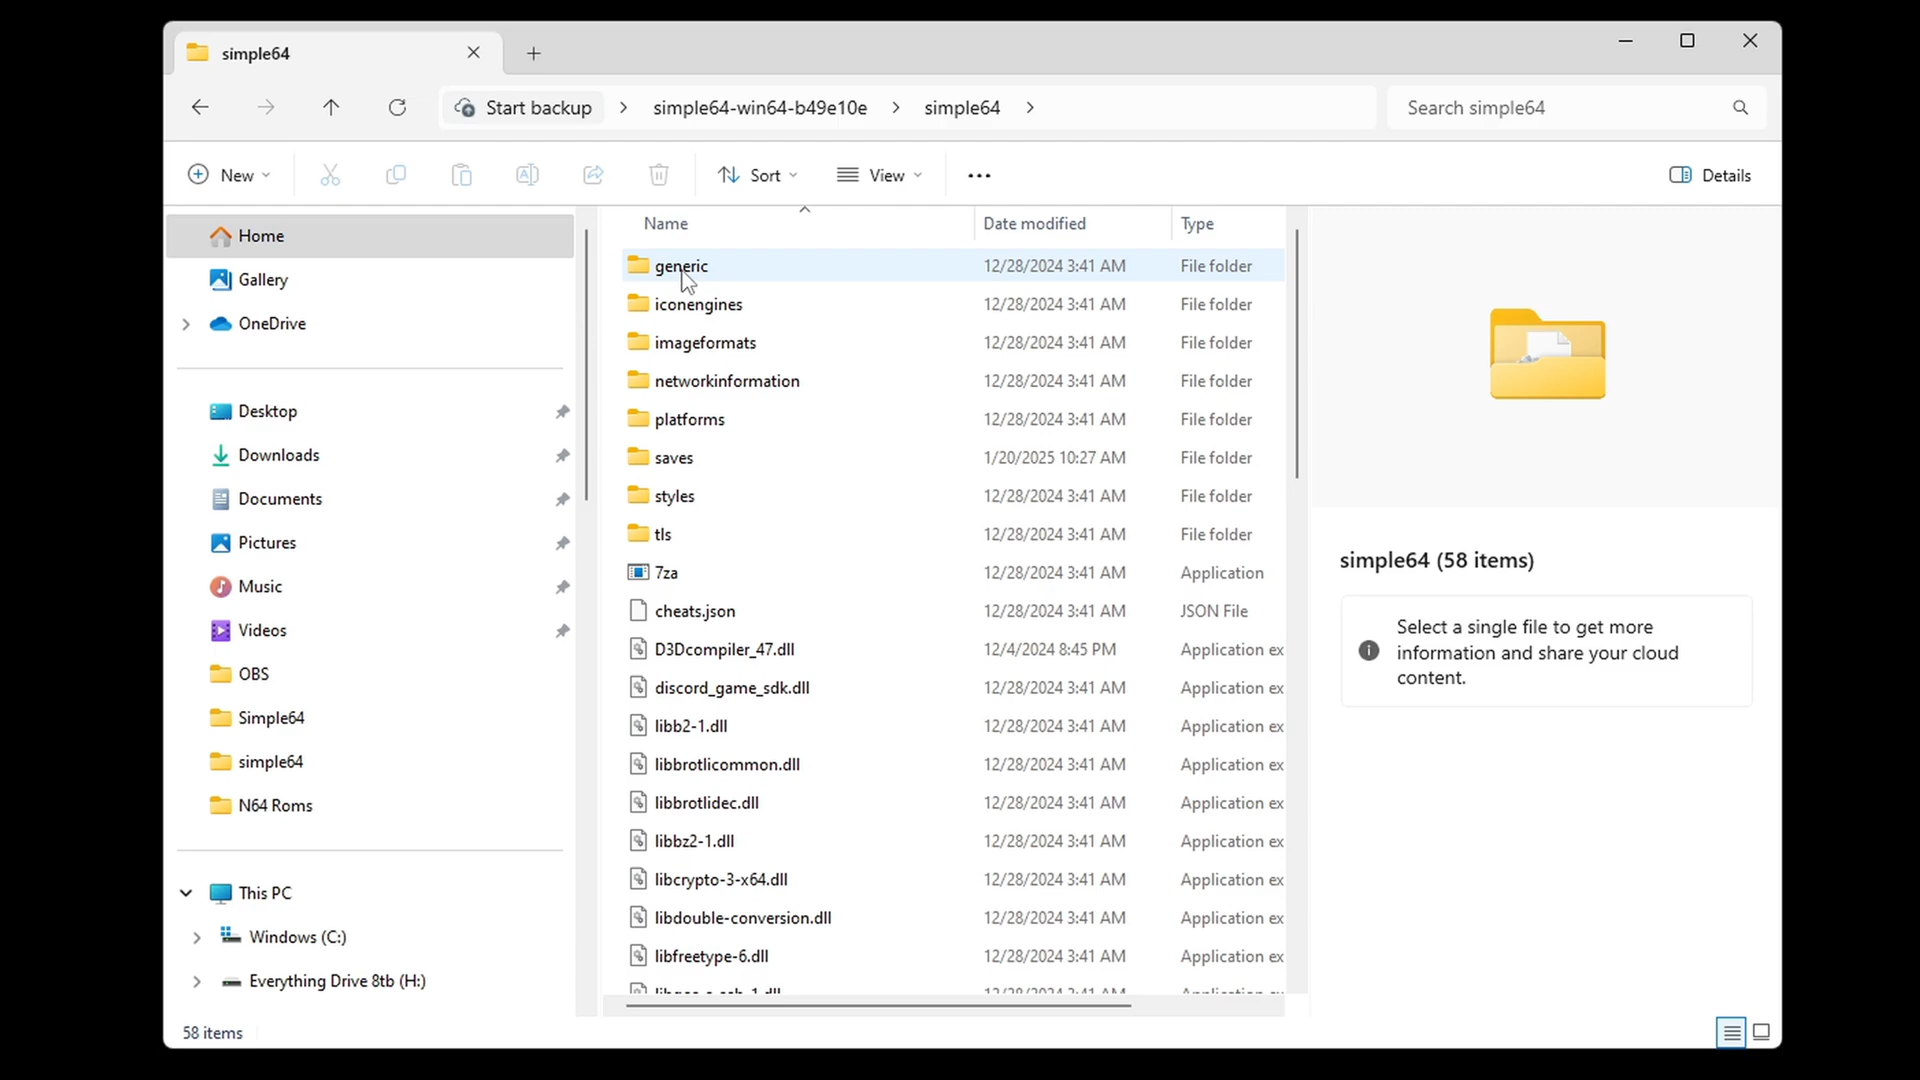 simple64
Start backup > simple64-win64-b49e10e > simple64 >
Search simple64
New
Sort
View
Details
Home
Gallery
OneDrive
Desktop
Downloads
Documents
Pictures
Music
Videos
OBS
Simple64
simple64
N64 Roms
This PC
Windows (C:)
Everything Drive 8tb (H:)
Name Date modified Type
generic 12/28/2024 3:41 AM File folder
iconengines 12/28/2024 3:41 AM File folder
imageformats 12/28/2024 3:41 AM File folder
networkinformation 12/28/2024 3:41 AM File folder
platforms 12/28/2024 3:41 AM File folder
saves 1/20/2025 10:27 AM File folder
styles 12/28/2024 3:41 AM File folder
tls 12/28/2024 3:41 AM File folder
7za 12/28/2024 3:41 AM Application
cheats.json 12/28/2024 3:41 AM JSON File
D3Dcompiler_47.dll 12/4/2024 8:45 PM Application ex
discord_game_sdk.dll 12/28/2024 3:41 AM Application ex
libb2-1.dll 12/28/2024 3:41 AM Application ex
libbrotlicommon.dll 12/28/2024 3:41 AM Application ex
libbrotlidec.dll 12/28/2024 3:41 AM Application ex
libbz2-1.dll 12/28/2024 3:41 AM Application ex
libcrypto-3-x64.dll 12/28/2024 3:41 AM Application ex
libdouble-conversion.dll 12/28/2024 3:41 AM Application ex
libfreetype-6.dll 12/28/2024 3:41 AM Application ex
simple64 (58 items)
Select a single file to get more
information and share your cloud
content.
58 items